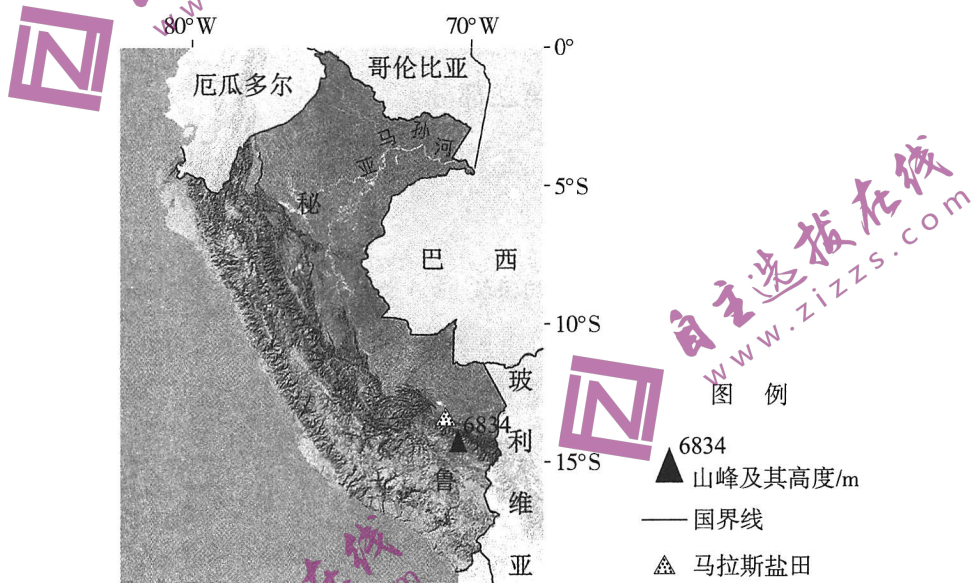 80°W 70°W
0°
厄瓜多尔
哥伦比亚
亚马孙河
5°S
秘鲁
巴西
10°S
玻利维亚
6834
15°S
图例
6834
山峰及其高度/m
国界线
马拉斯盐田
自主选拔在线
www.zizzs.com